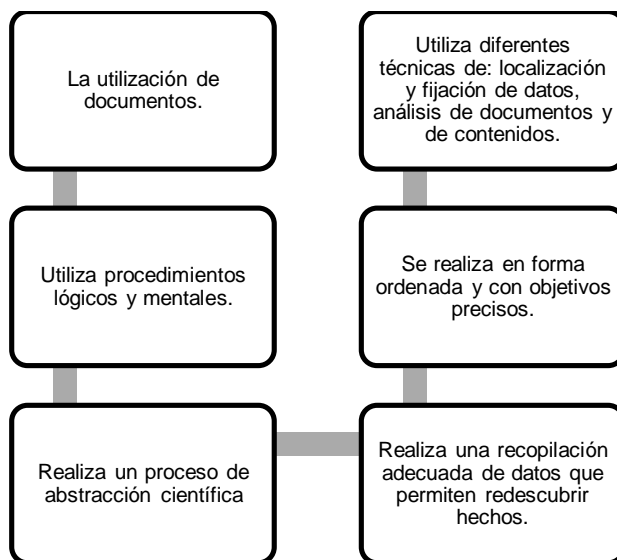 La utilización de
documentos.
Utiliza procedimientos
lógicos y mentales.
Realiza un proceso de
abstracción científica
Realiza una recopilación
adecuada de datos que
permiten redescubrir
hechos.
Se realiza en forma
ordenada y con objetivos
precisos.
Utiliza diferentes
técnicas de: localización
y fijación de datos,
análisis de documentos y
de contenidos.